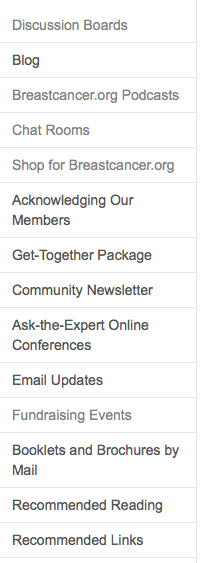 Discussion Boards
Blog
Breastcancer.org Podcasts
Chat Rooms
Shop for Breastcancer.org
Acknowledging Our
Members
Get-Together Package
Community Newsletter
Ask-the-Expert Online
Conferences
Email Updates
Fundraising Events
Booklets and Brochures by
Mail
Recommended Reading
Recommended Links